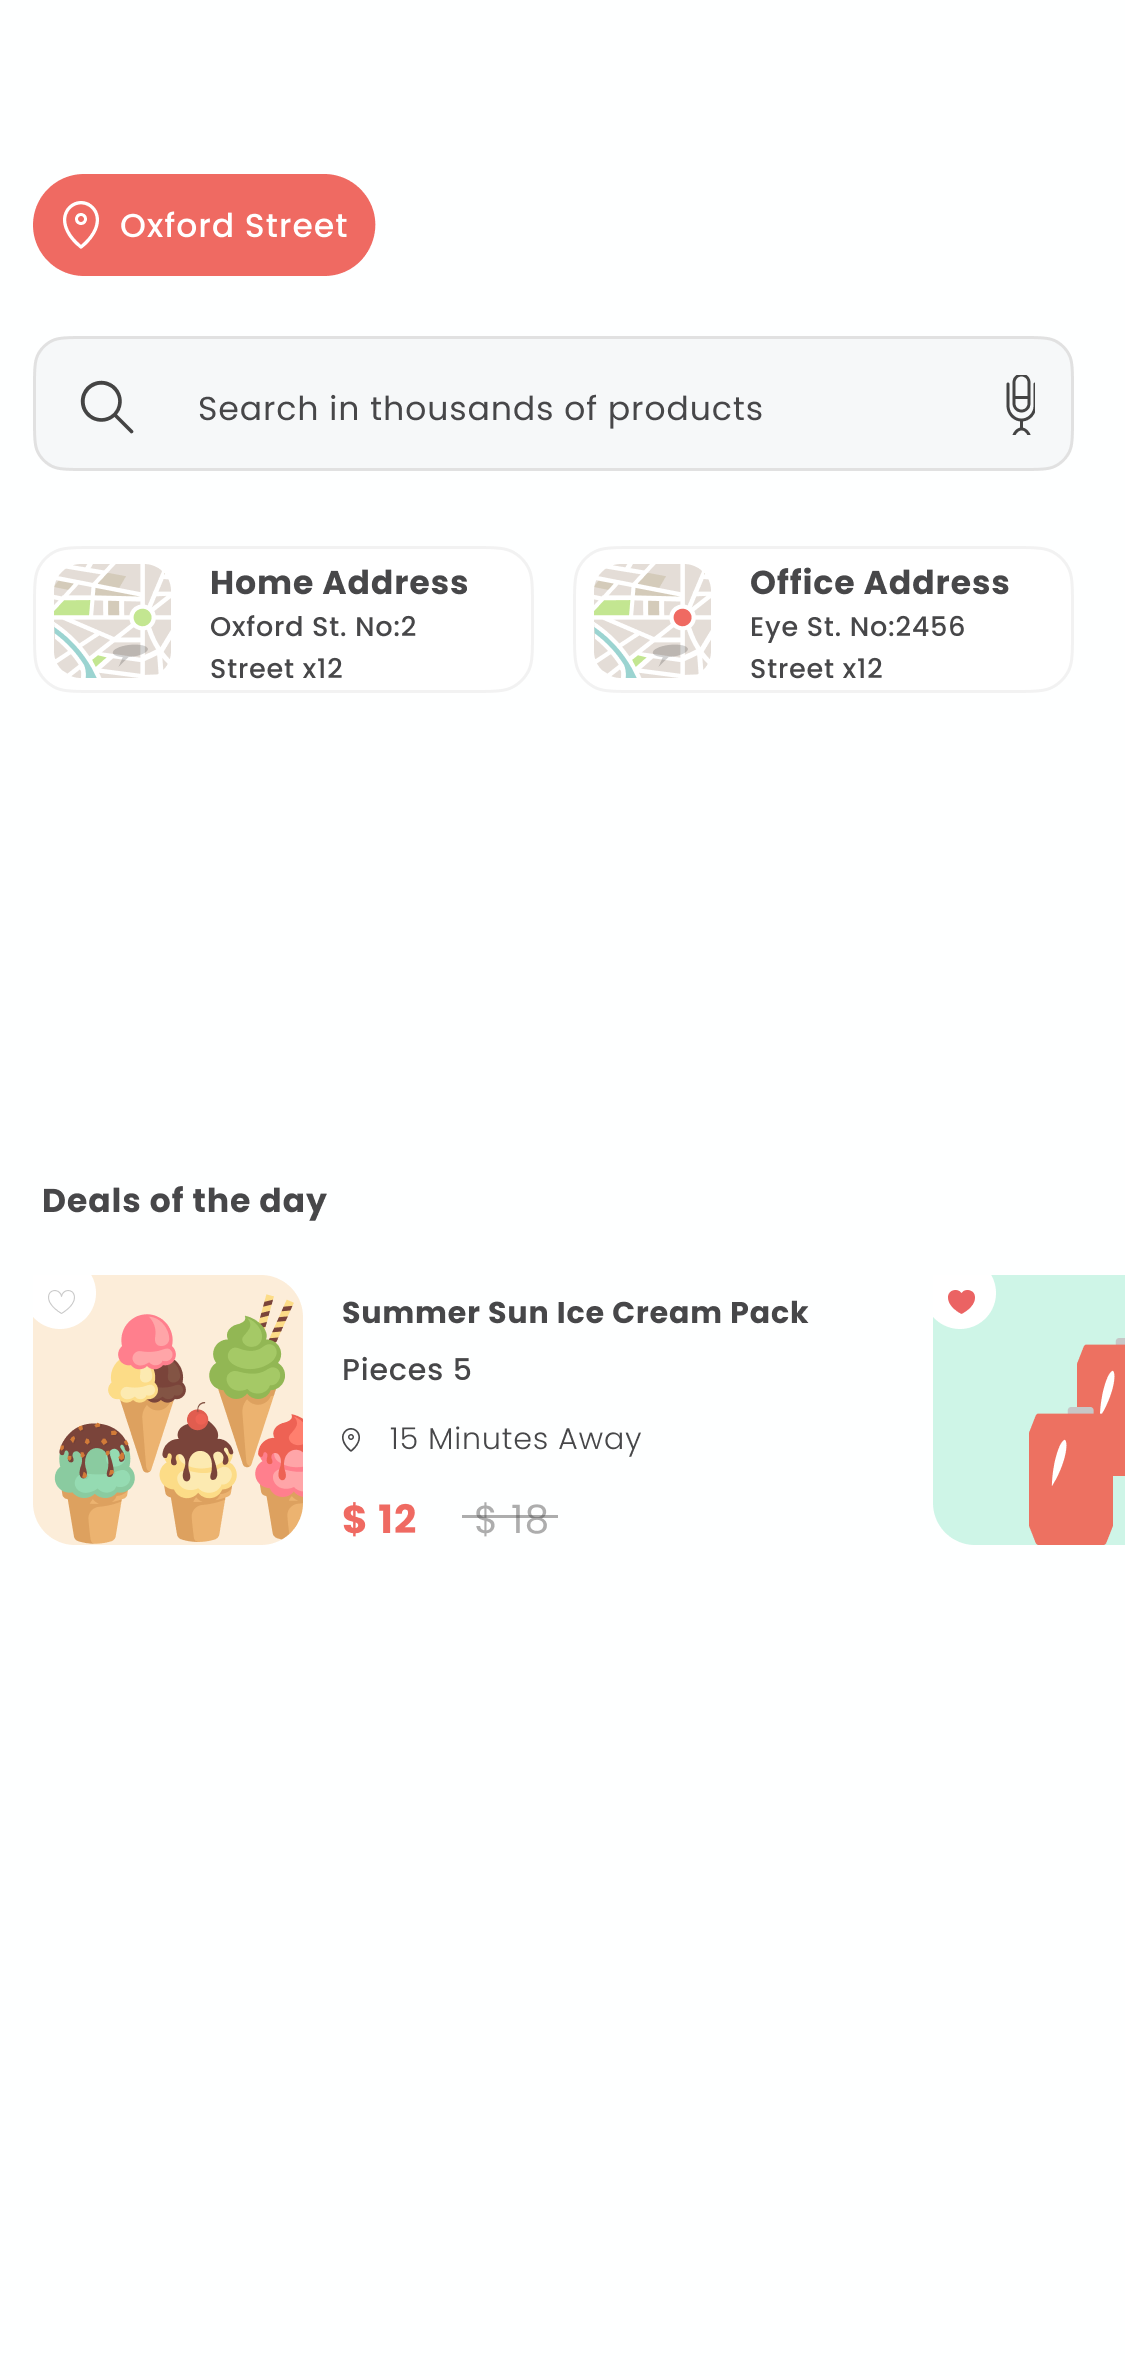 Oxford Street
Search in thousands of products
Home Address
Oxford St. No:2
Street x12
Office Address
Eye St. No:2456
Street x12
Deals of the day
Summer Sun Ice Cream Pack
Pieces 5
15 Minutes Away
$ 12 $ 18